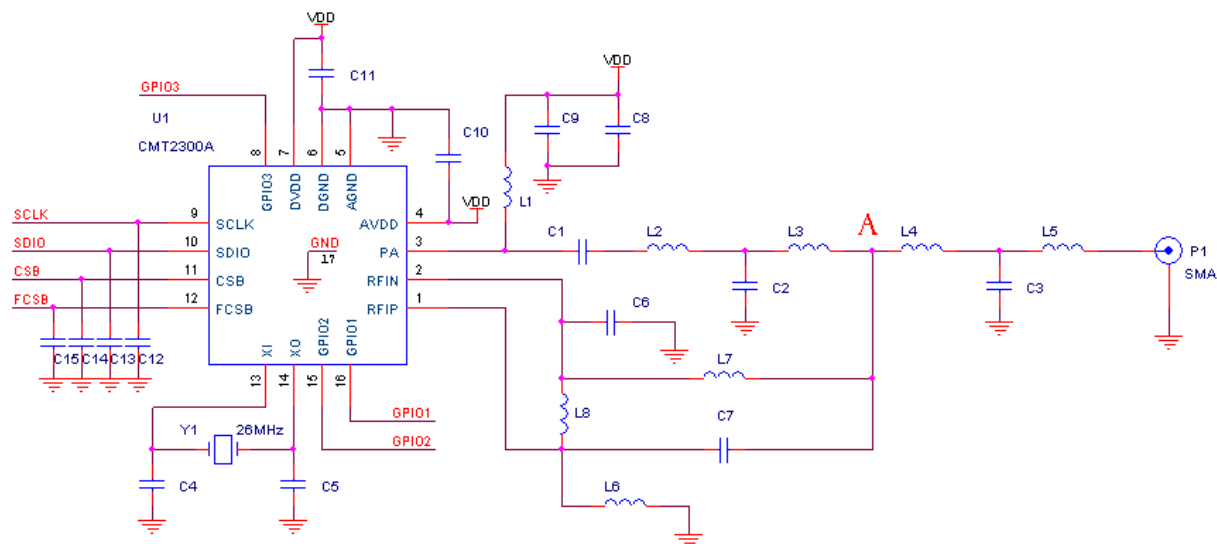 VDD
C11
GPIO3
U1
CMT2300A
VDD
C9
C8
C10
8
7
6
5
GPIO3
DVDD
DGND
AGND
L1
VDD
SCLK
9
SCLK
AVDD
4
SDIO
10
SDIO
GND
17
PA
3
C1
L2
L3
A
L4
L5
P1
SMA
CSB
11
CSB
RFIN
2
C2
C3
FCSB
12
FCSB
RFIP
1
C6
XI
XO
GPIO2
GPIO1
C15
C14
C13
C12
13
14
15
16
L7
L8
C7
GPIO1
Y1
26MHz
GPIO2
C4
C5
L6